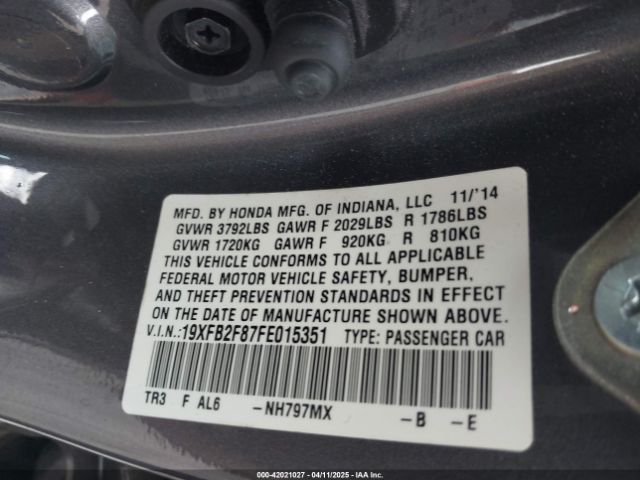 MFD. BY HONDA MFG. OF INDIANA, LLC 11/'14
GVWR 3792LBS GAWR F 2029LBS R 1786LBS
GVWR 1720KG GAWR F 920KG R 810KG
THIS VEHICLE CONFORMS TO ALL APPLICABLE
FEDERAL MOTOR VEHICLE SAFETY, BUMPER,
AND THEFT PREVENTION STANDARDS IN EFFECT
ON THE DATE OF MANUFACTURE SHOWN ABOVE.
V.I.N.:19XFB2F87FE015351 TYPE: PASSENGER CAR
TR3 F AL6 -NH797MX -B -E
000-42021027 - 04/11/2025 - Copyright © 2025 IAA, Inc.